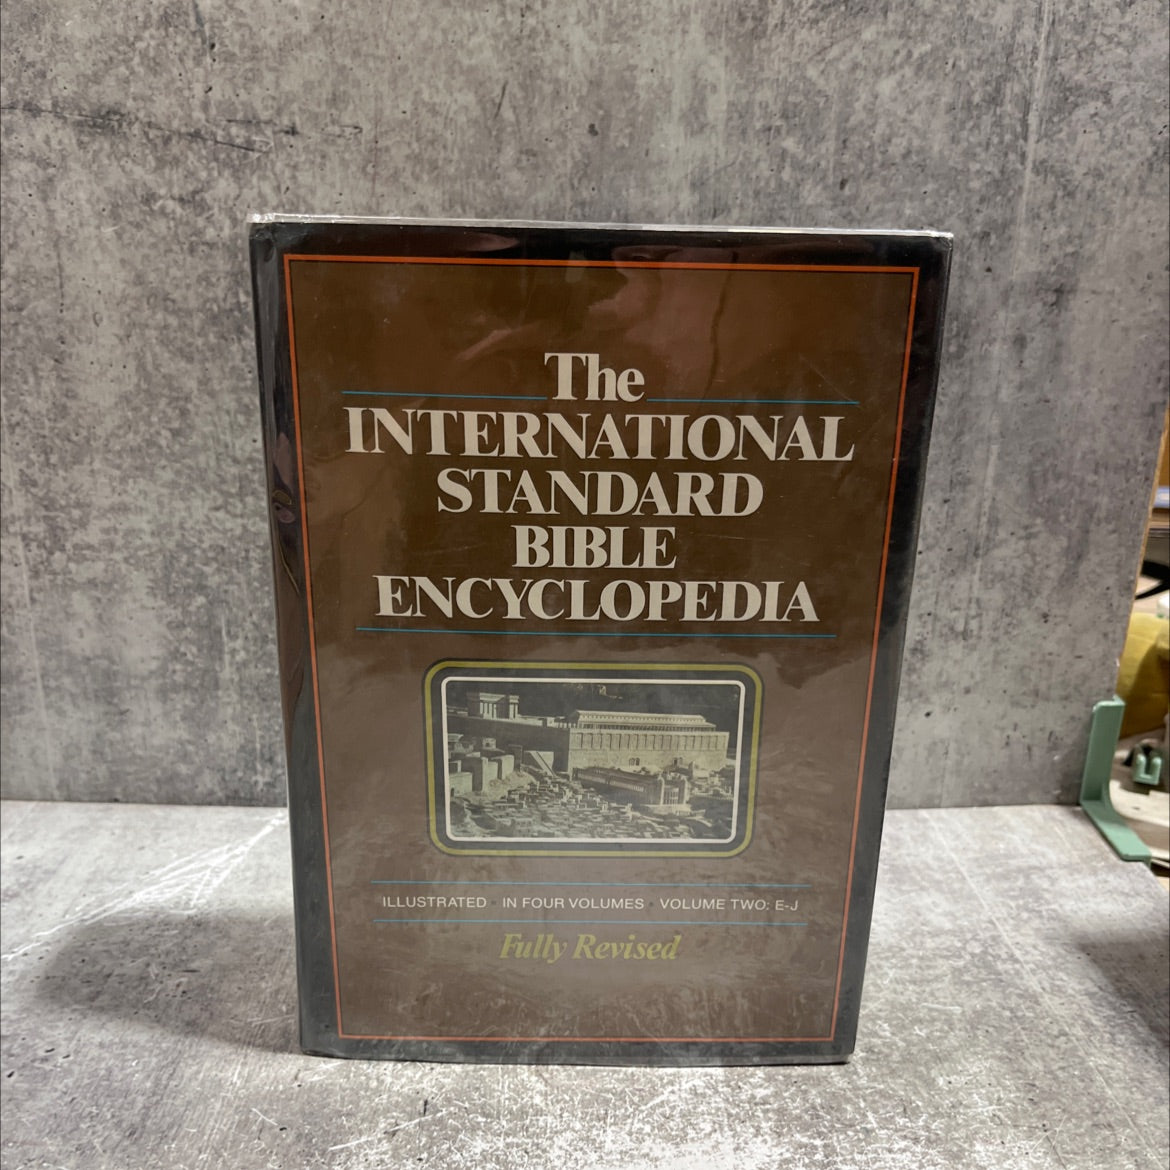 The
INTERNATIONAL
STANDARD
BIBLE
ENCYCLOPEDIA
ILLUSTRATED · IN FOUR VOLUMES · VOLUME TWO: E-J
Fully Revised